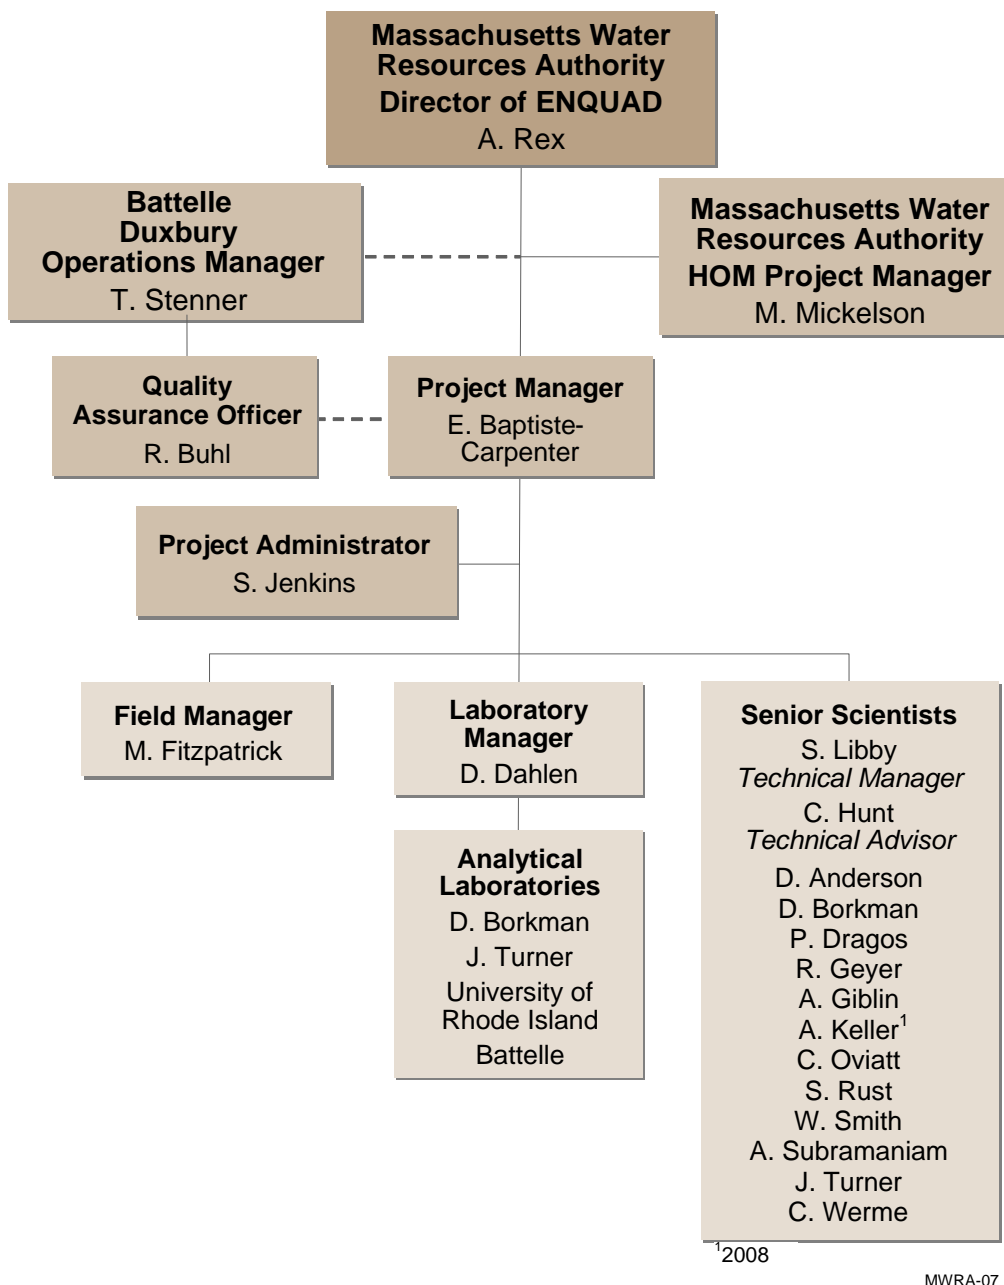 Massachusetts Water
Resources Authority
Director of ENQUAD
A. Rex
Battelle
Duxbury
Operations Manager
T. Stenner
Massachusetts Water
Resources Authority
HOM Project Manager
M. Mickelson
Quality
Assurance Officer
R. Buhl
Project Manager
E. Baptiste-
Carpenter
Project Administrator
S. Jenkins
Field Manager
M. Fitzpatrick
Laboratory
Manager
D. Dahlen
Analytical
Laboratories
D. Borkman
J. Turner
University of
Rhode Island
Battelle
Senior Scientists
S. Libby
Technical Manager
C. Hunt
Technical Advisor
D. Anderson
D. Borkman
P. Dragos
R. Geyer
A. Giblin
A. Keller¹
C. Oviatt
S. Rust
W. Smith
A. Subramaniam
J. Turner
C. Werme
¹2008
MWRA-07